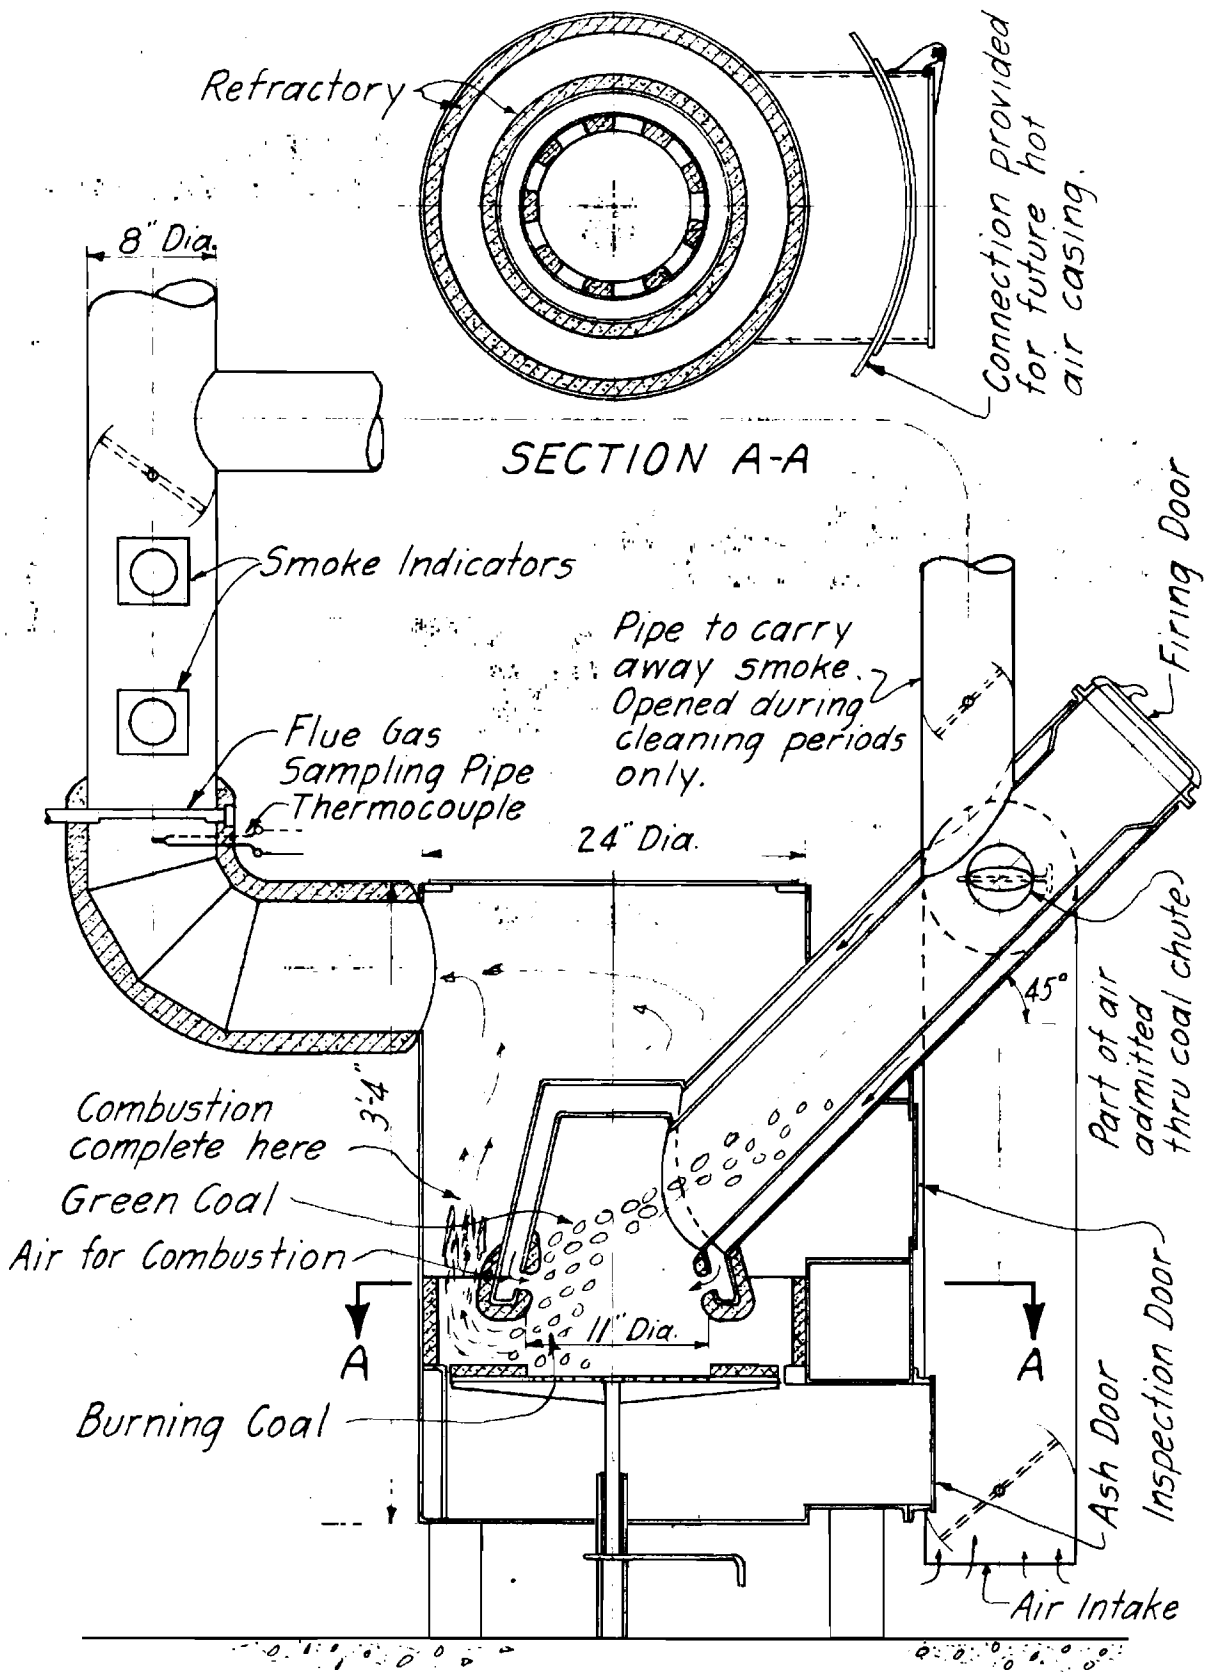 Refractory
Connection provided
for future hot
air casing.
8" Dia.
SECTION A-A
Smoke Indicators
Firing Door
Pipe to carry
away smoke.
Opened during
cleaning periods
only.
Flue Gas
Sampling Pipe
Thermocouple
24" Dia.
45°
Part of air
admitted
thru coal chute
3'-4"
Combustion
complete here
Green Coal
Air for Combustion
11" Dia.
A
A
Burning Coal
Ash Door
Inspection Door
Air Intake